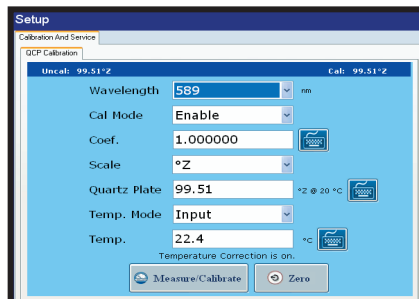 Setup
Calibration And Service
QCP Calibration
Uncal: 99.51°Z Cal: 99.51°Z
Wavelength 589 nm
Cal Mode Enable
Coef. 1.000000
Scale °Z
Quartz Plate 99.51 °Z @ 20 °C
Temp. Mode Input
Temp. 22.4 °C
Temperature Correction is on.
Measure/Calibrate Zero